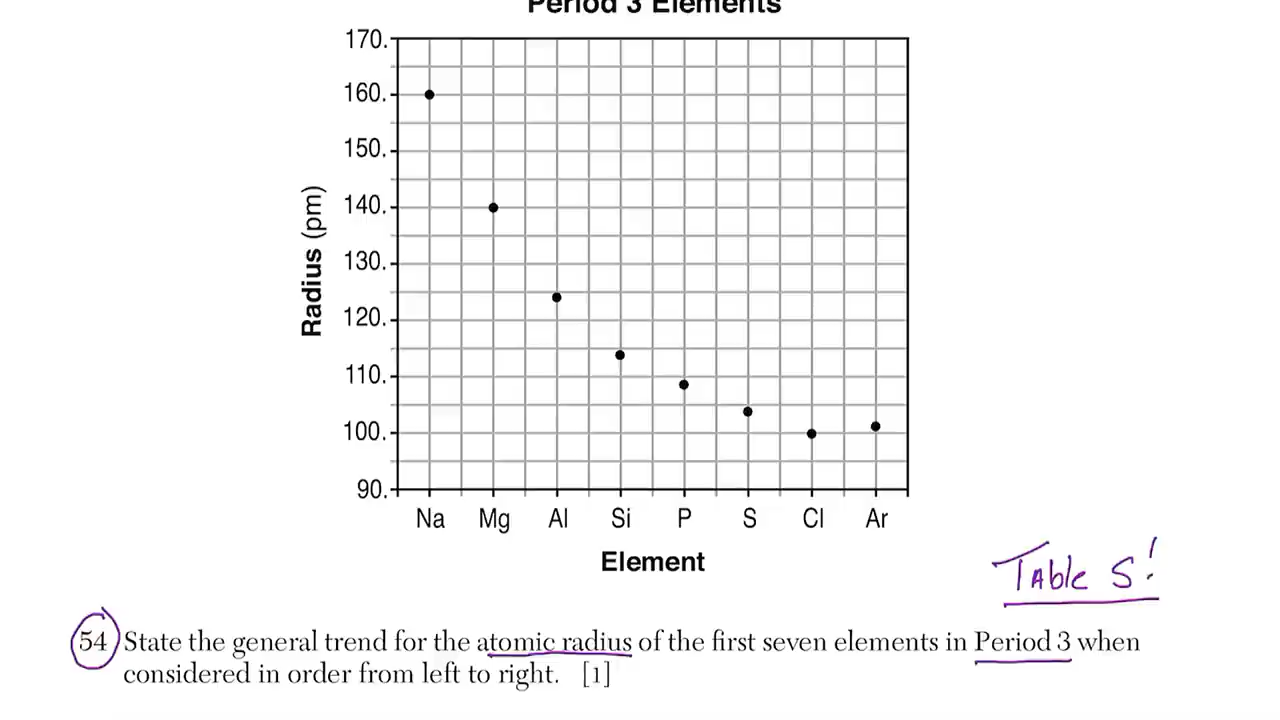 Period 3 Elements
170.
160.
150.
140.
130.
120.
110.
100.
90.
Radius (pm)
Na Mg Al Si P S Cl Ar
Element
Table S!
54 State the general trend for the atomic radius of the first seven elements in Period 3 when
considered in order from left to right. [1]